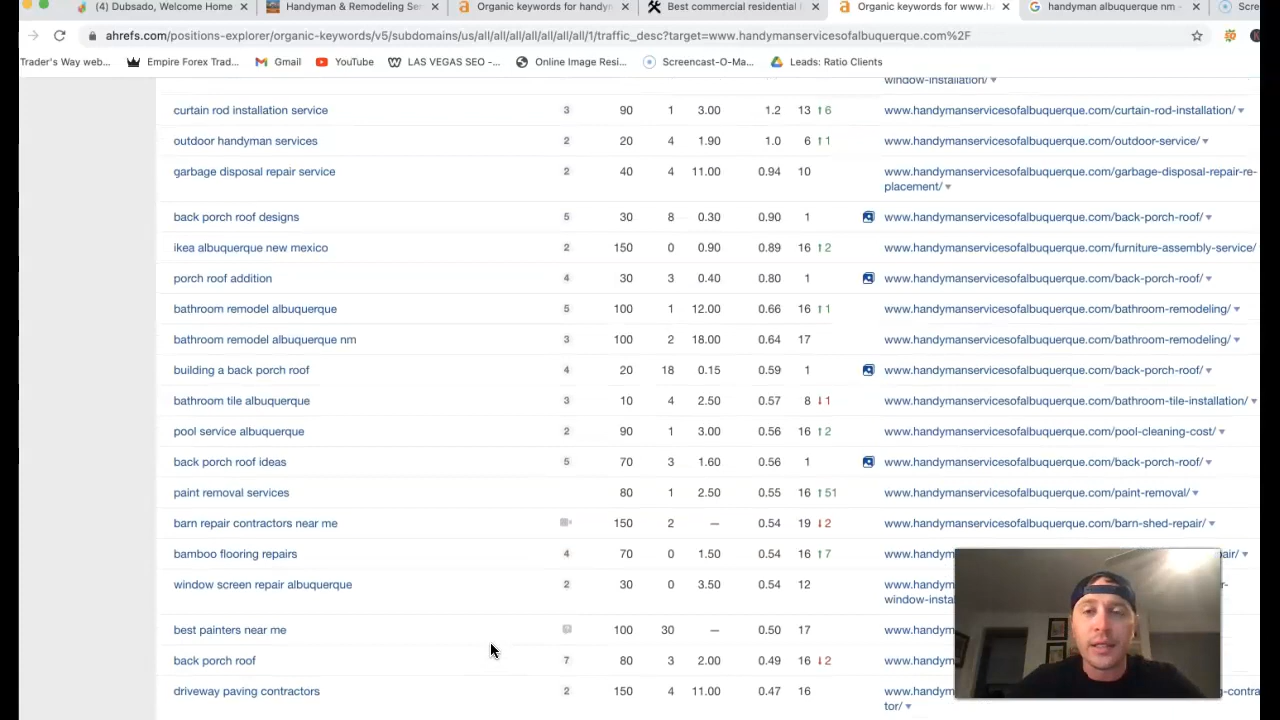 (4) Dubsado, Welcome Home × Handyman & Remodeling Se × Organic keywords for handy × Best commercial residential × Organic keywords for www.h × handyman albuquerque nm - × Scre
ahrefs.com/positions-explorer/organic-keywords/v5/subdomains/us/all/all/all/all/all/all/all/1/traffic_desc?target=www.handymanservicesofalbuquerque.com%2F
Trader's Way web... Empire Forex Trad... Gmail YouTube LAS VEGAS SEO -... Online Image Resi... Screencast-O-Ma... Leads: Ratio Clients
window-installation/
curtain rod installation service 3 90 1 3.00 1.2 13 ↑6 www.handymanservicesofalbuquerque.com/curtain-rod-installation/
outdoor handyman services 2 20 4 1.90 1.0 6 ↑1 www.handymanservicesofalbuquerque.com/outdoor-service/
garbage disposal repair service 2 40 4 11.00 0.94 10 www.handymanservicesofalbuquerque.com/garbage-disposal-repair-re-
placement/
back porch roof designs 5 30 8 0.30 0.90 1 www.handymanservicesofalbuquerque.com/back-porch-roof/
ikea albuquerque new mexico 2 150 0 0.90 0.89 16 ↑2 www.handymanservicesofalbuquerque.com/furniture-assembly-service/
porch roof addition 4 30 3 0.40 0.80 1 www.handymanservicesofalbuquerque.com/back-porch-roof/
bathroom remodel albuquerque 5 100 1 12.00 0.66 16 ↑1 www.handymanservicesofalbuquerque.com/bathroom-remodeling/
bathroom remodel albuquerque nm 3 100 2 18.00 0.64 17 www.handymanservicesofalbuquerque.com/bathroom-remodeling/
building a back porch roof 4 20 18 0.15 0.59 1 www.handymanservicesofalbuquerque.com/back-porch-roof/
bathroom tile albuquerque 3 10 4 2.50 0.57 8 ↓1 www.handymanservicesofalbuquerque.com/bathroom-tile-installation/
pool service albuquerque 2 90 1 3.00 0.56 16 ↑2 www.handymanservicesofalbuquerque.com/pool-cleaning-cost/
back porch roof ideas 5 70 3 1.60 0.56 1 www.handymanservicesofalbuquerque.com/back-porch-roof/
paint removal services 80 1 2.50 0.55 16 ↑51 www.handymanservicesofalbuquerque.com/paint-removal/
barn repair contractors near me 150 2 — 0.54 19 ↓2 www.handymanservicesofalbuquerque.com/barn-shed-repair/
bamboo flooring repairs 4 70 0 1.50 0.54 16 ↑7 www.handym air/
window screen repair albuquerque 2 30 0 3.50 0.54 12 www.handym r-
window-insta
best painters near me 100 30 — 0.50 17 www.handym
back porch roof 7 80 3 2.00 0.49 16 ↓2 www.handym
driveway paving contractors 2 150 4 11.00 0.47 16 www.handym g-contra
tor/